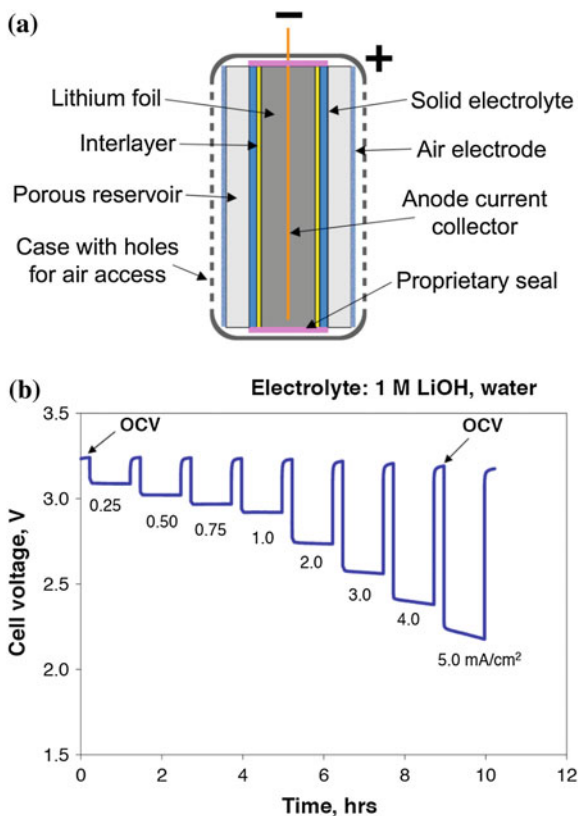 (a)
−
+
Lithium foil
Interlayer
Porous reservoir
Case with holes
for air access
Solid electrolyte
Air electrode
Anode current
collector
Proprietary seal
(b)
Electrolyte: 1 M LiOH, water
3.5
3.0
2.5
2.0
1.5
Cell voltage, V
OCV
OCV
0.25
0.50
0.75
1.0
2.0
3.0
4.0
5.0 mA/cm²
0 2 4 6 8 10 12
Time, hrs